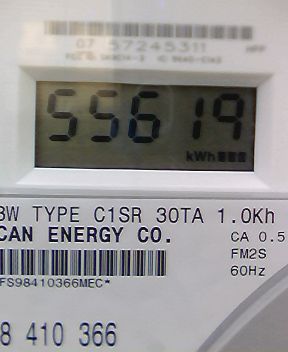 07 57245311
55619
kWh
3W TYPE C1SR 30TA 1.0Kh
CAN ENERGY CO.
CA 0.5
FM2S
60Hz
FS98410366MEC*
8 410 366